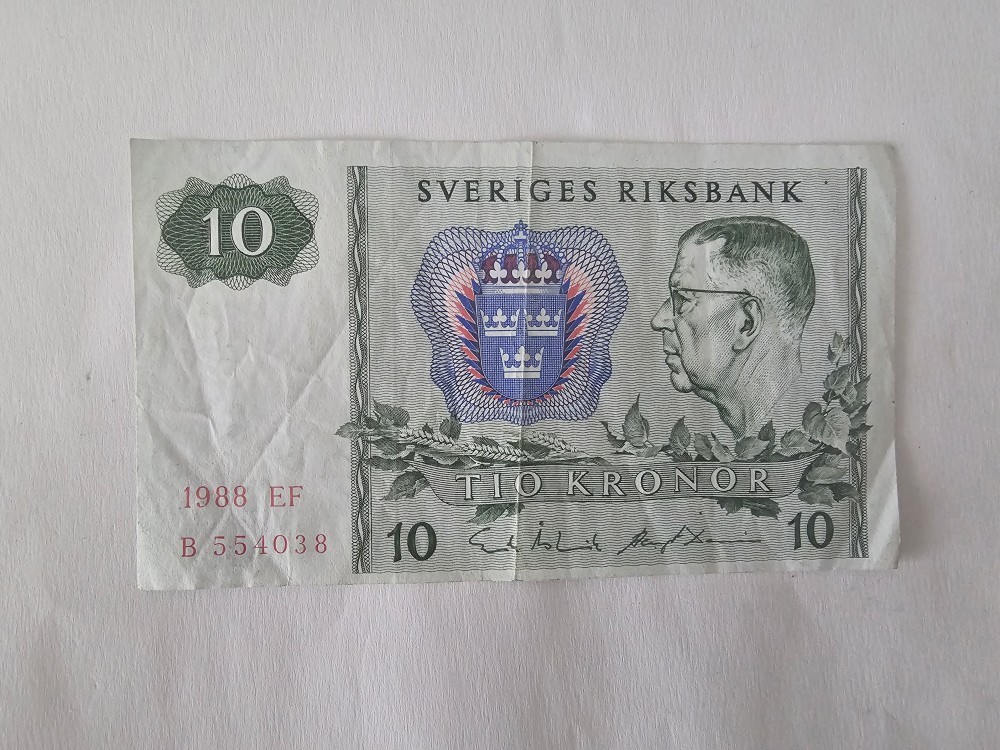 10
SVERIGES RIKSBANK
TIO KRONOR
1988 EF
B 554038
10
10